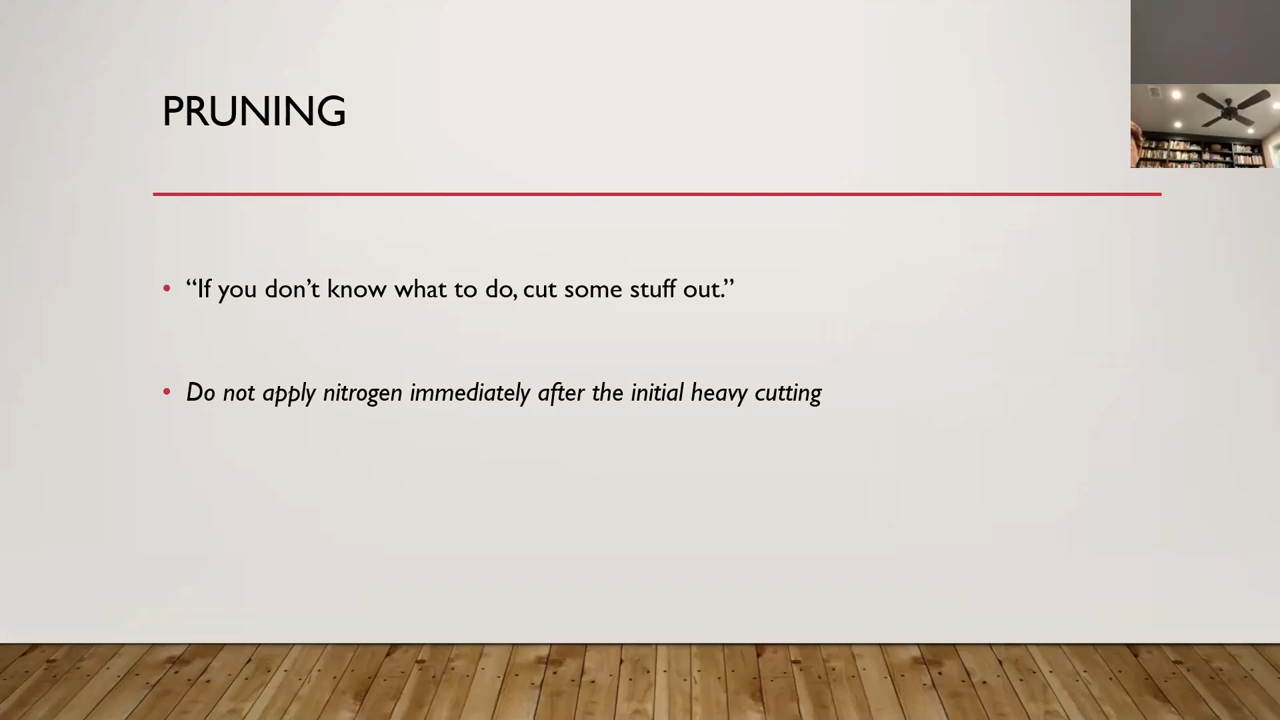 PRUNING
“If you don’t know what to do, cut some stuff out.”
Do not apply nitrogen immediately after the initial heavy cutting